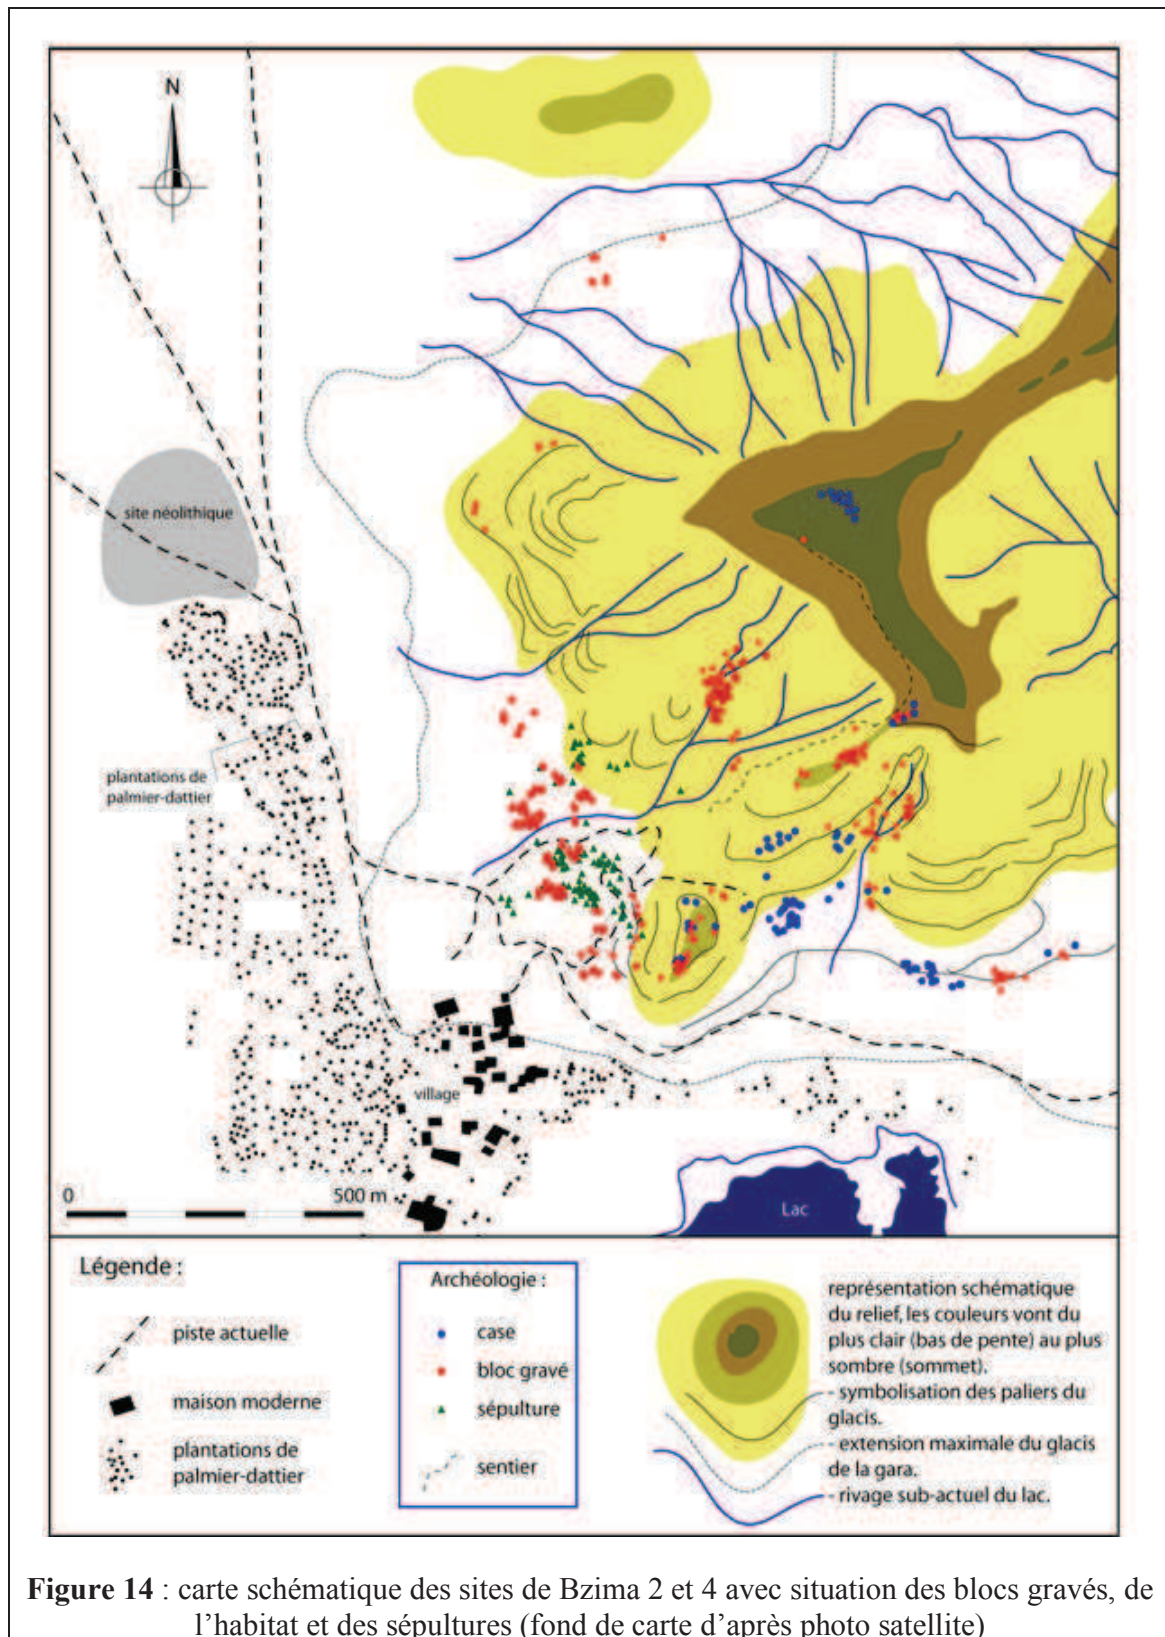 N
site néolithique
plantations de
palmier-dattier
village
0
500 m
Lac
Légende :
piste actuelle
maison moderne
plantations de
palmier-dattier
Archéologie :
case
bloc gravé
sépulture
sentier
représentation schématique
du relief, les couleurs vont du
plus clair (bas de pente) au plus
sombre (sommet).
- symbolisation des paliers du
glacis.
- extension maximale du glacis
de la gara.
- rivage sub-actuel du lac.
Figure 14 : carte schématique des sites de Bzima 2 et 4 avec situation des blocs gravés, de
l'habitat et des sépultures (fond de carte d'après photo satellite)